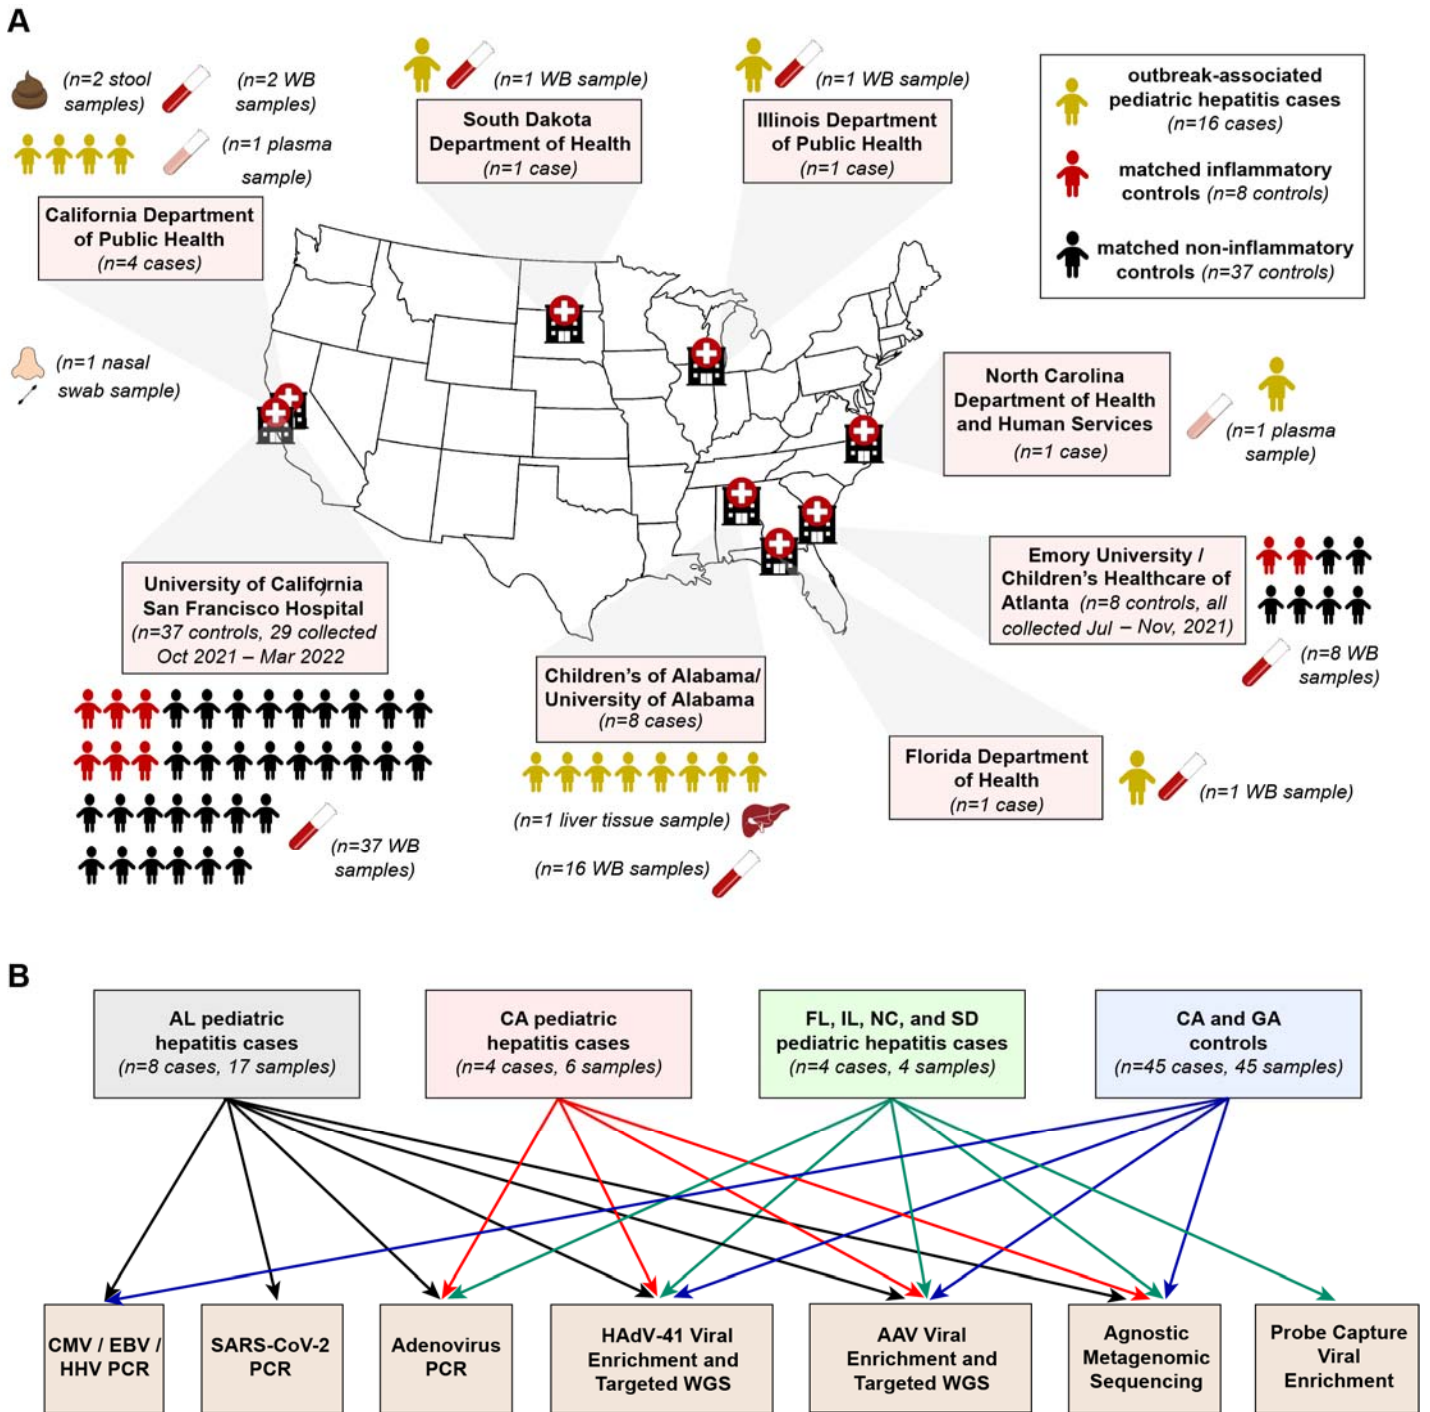 A
(n=2 stool
samples)
(n=2 WB
samples)
(n=1 plasma
sample)
California Department
of Public Health
(n=4 cases)
(n=1 WB sample)
South Dakota
Department of Health
(n=1 case)
(n=1 WB sample)
Illinois Department
of Public Health
(n=1 case)
outbreak-associated
pediatric hepatitis cases
(n=16 cases)
matched inflammatory
controls (n=8 controls)
matched non-inflammatory
controls (n=37 controls)
(n=1 nasal
swab sample)
North Carolina
Department of Health
and Human Services
(n=1 case)
(n=1 plasma
sample)
University of California
San Francisco Hospital
(n=37 controls, 29 collected
Oct 2021 – Mar 2022
(n=37 WB
samples)
Children's of Alabama/
University of Alabama
(n=8 cases)
(n=1 liver tissue sample)
(n=16 WB samples)
Emory University /
Children's Healthcare of
Atlanta (n=8 controls, all
collected Jul – Nov, 2021)
(n=8 WB
samples)
Florida Department
of Health
(n=1 case)
(n=1 WB sample)
B
AL pediatric
hepatitis cases
(n=8 cases, 17 samples)
CA pediatric
hepatitis cases
(n=4 cases, 6 samples)
FL, IL, NC, and SD
pediatric hepatitis cases
(n=4 cases, 4 samples)
CA and GA
controls
(n=45 cases, 45 samples)
CMV / EBV /
HHV PCR
SARS-CoV-2
PCR
Adenovirus
PCR
HAdV-41 Viral
Enrichment and
Targeted WGS
AAV Viral
Enrichment and
Targeted WGS
Agnostic
Metagenomic
Sequencing
Probe Capture
Viral
Enrichment